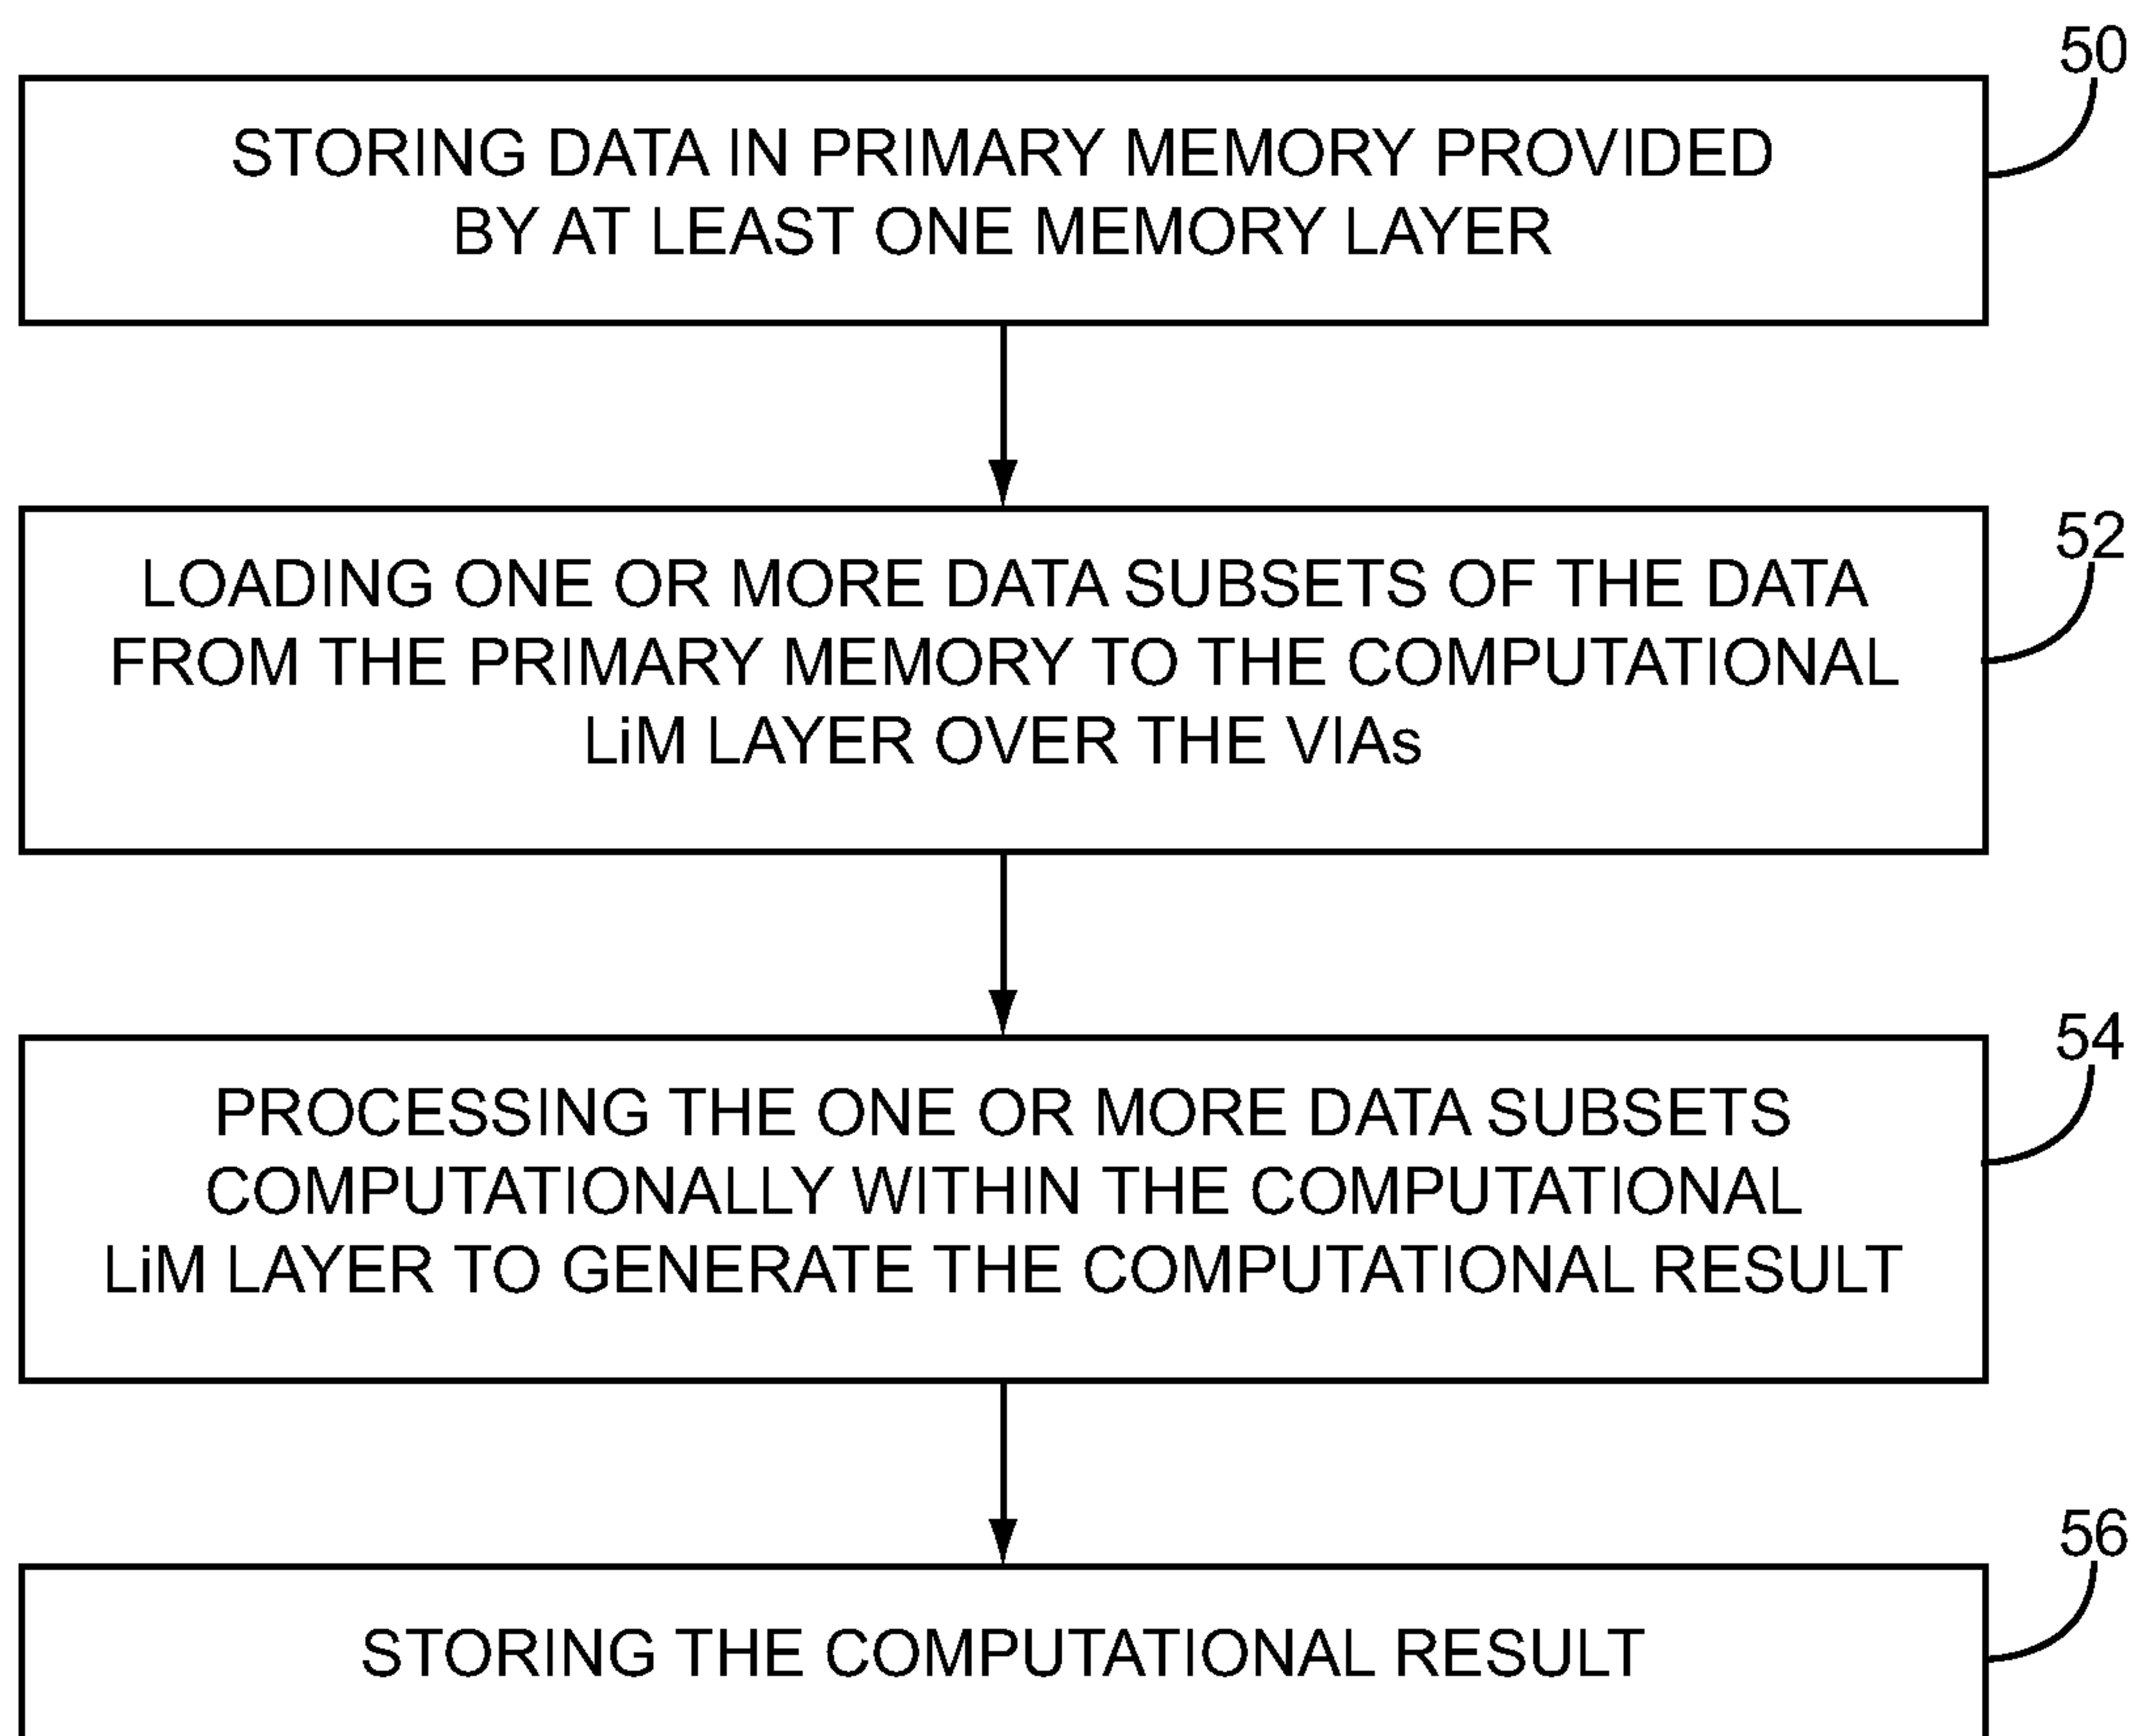 50
STORING DATA IN PRIMARY MEMORY PROVIDED
BY AT LEAST ONE MEMORY LAYER
52
LOADING ONE OR MORE DATA SUBSETS OF THE DATA
FROM THE PRIMARY MEMORY TO THE COMPUTATIONAL
LiM LAYER OVER THE VIAs
54
PROCESSING THE ONE OR MORE DATA SUBSETS
COMPUTATIONALLY WITHIN THE COMPUTATIONAL
LiM LAYER TO GENERATE THE COMPUTATIONAL RESULT
56
STORING THE COMPUTATIONAL RESULT